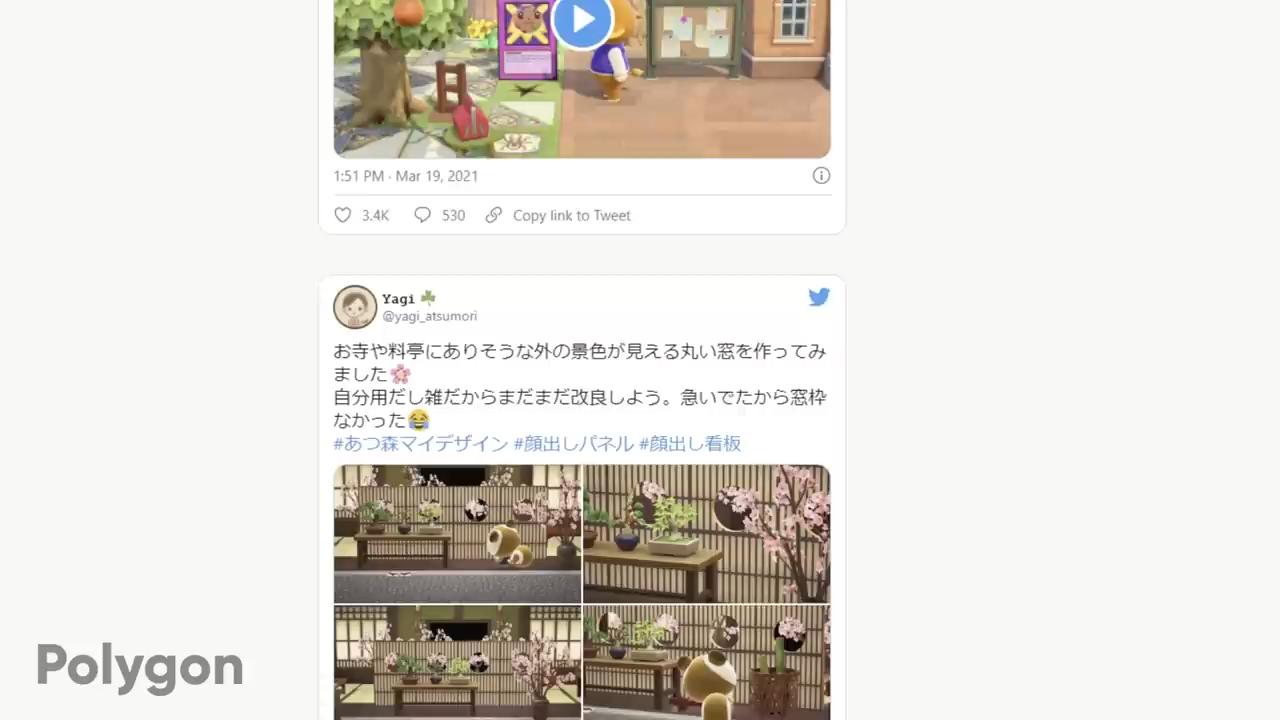 1:51 PM · Mar 19, 2021
3.4K 530 Copy link to Tweet
Yagi ☘️
@yagi_atsumori
お寺や料亭にありそうな外の景色が見える丸い窓を作ってみ
ました🌸
自分用だし雑だからまだまだ改良しよう。急いでたから窓枠
なかった😂
#あつ森マイデザイン #顔出しパネル #顔出し看板
Polygon